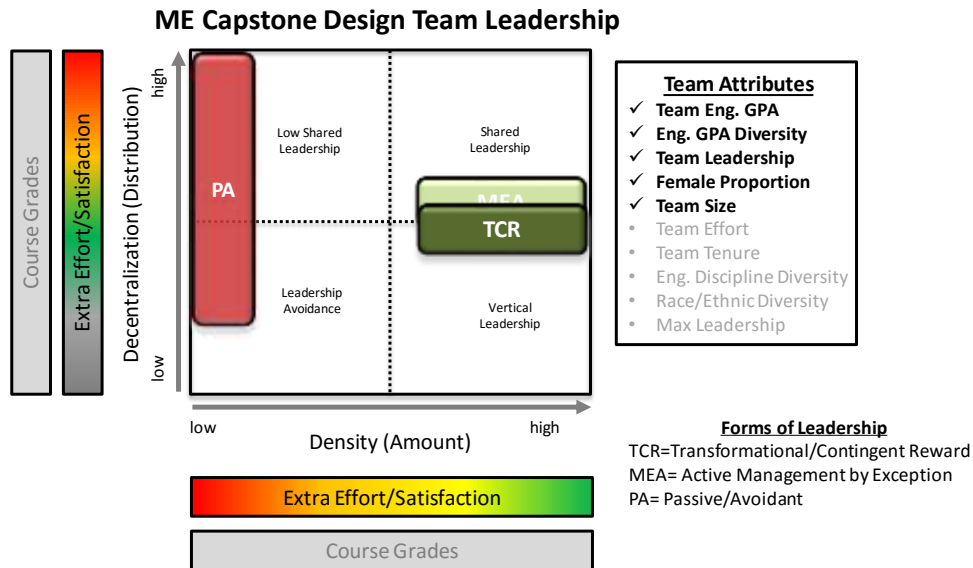 ME Capstone Design Team Leadership
Course Grades
Extra Effort/Satisfaction
Decentralization (Distribution)
high
low
PA
Low Shared
Leadership
Shared
Leadership
MEA
TCR
Leadership
Avoidance
Vertical
Leadership
low
high
Density (Amount)
Extra Effort/Satisfaction
Course Grades
Team Attributes
✓ Team Eng. GPA
✓ Eng. GPA Diversity
✓ Team Leadership
✓ Female Proportion
✓ Team Size
• Team Effort
• Team Tenure
• Eng. Discipline Diversity
• Race/Ethnic Diversity
• Max Leadership
Forms of Leadership
TCR=Transformational/Contingent Reward
MEA= Active Management by Exception
PA= Passive/Avoidant